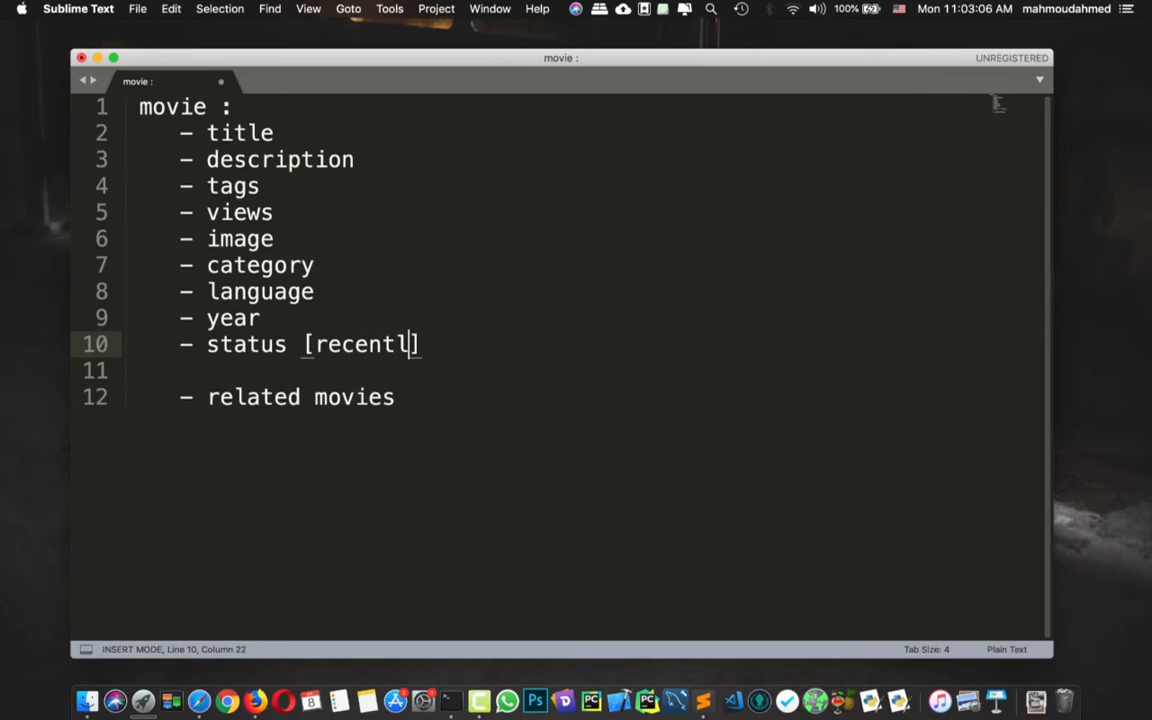 Sublime Text File Edit Selection Find View Goto Tools Project Window Help 100% Mon 11:03:06 AM mahmoudahmed
movie : UNREGISTERED
movie :
1 movie :
2 - title
3 - description
4 - tags
5 - views
6 - image
7 - category
8 - language
9 - year
10 - status [recentl]
11
12 - related movies
INSERT MODE, Line 10, Column 22 Tab Size: 4 Plain Text